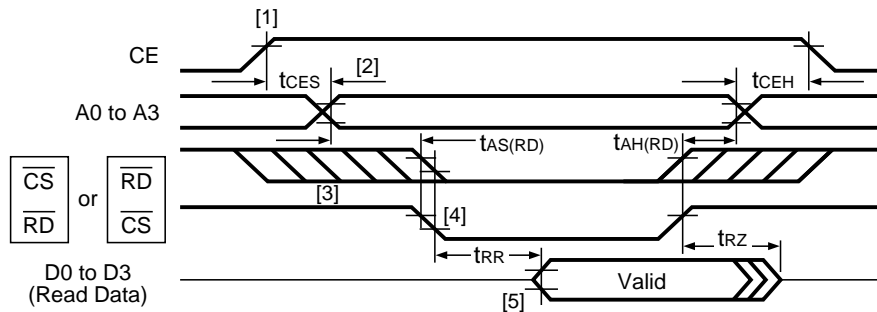 [1]
CE
tCES
[2]
tCEH
A0 to A3
tAS(RD)
tAH(RD)
CS
RD
or
RD
CS
[3]
[4]
tRR
tRZ
D0 to D3
(Read Data)
Valid
[5]